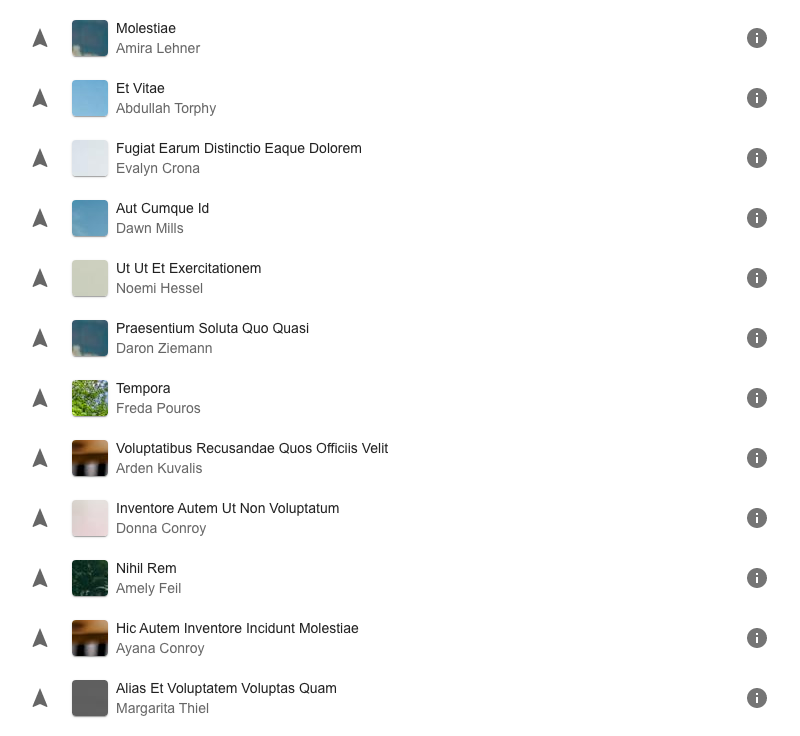 Molestiae
Amira Lehner
Et Vitae
Abdullah Torphy
Fugiat Earum Distinctio Eaque Dolorem
Evalyn Crona
Aut Cumque Id
Dawn Mills
Ut Ut Et Exercitationem
Noemi Hessel
Praesentium Soluta Quo Quasi
Daron Ziemann
Tempora
Freda Pouros
Voluptatibus Recusandae Quos Officiis Velit
Arden Kuvalis
Inventore Autem Ut Non Voluptatum
Donna Conroy
Nihil Rem
Amely Feil
Hic Autem Inventore Incidunt Molestiae
Ayana Conroy
Alias Et Voluptatem Voluptas Quam
Margarita Thiel